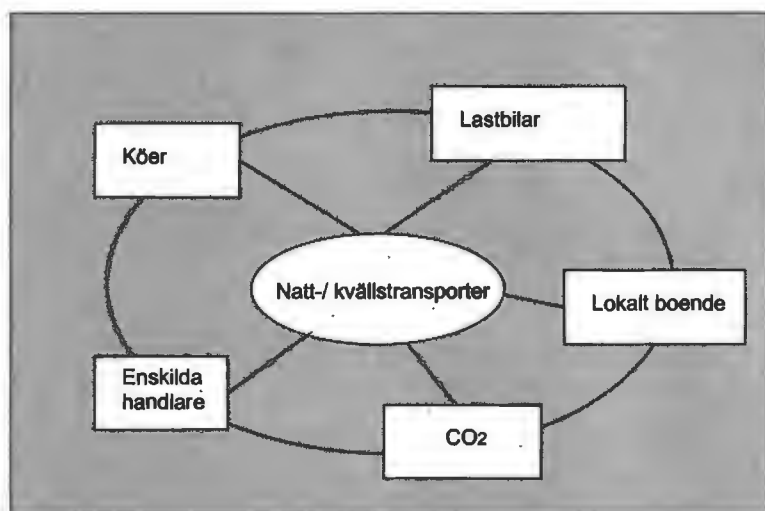 Lastbilar
Köer
Natt-/ kvällstransporter
Lokalt boende
Enskilda
handlare
CO2